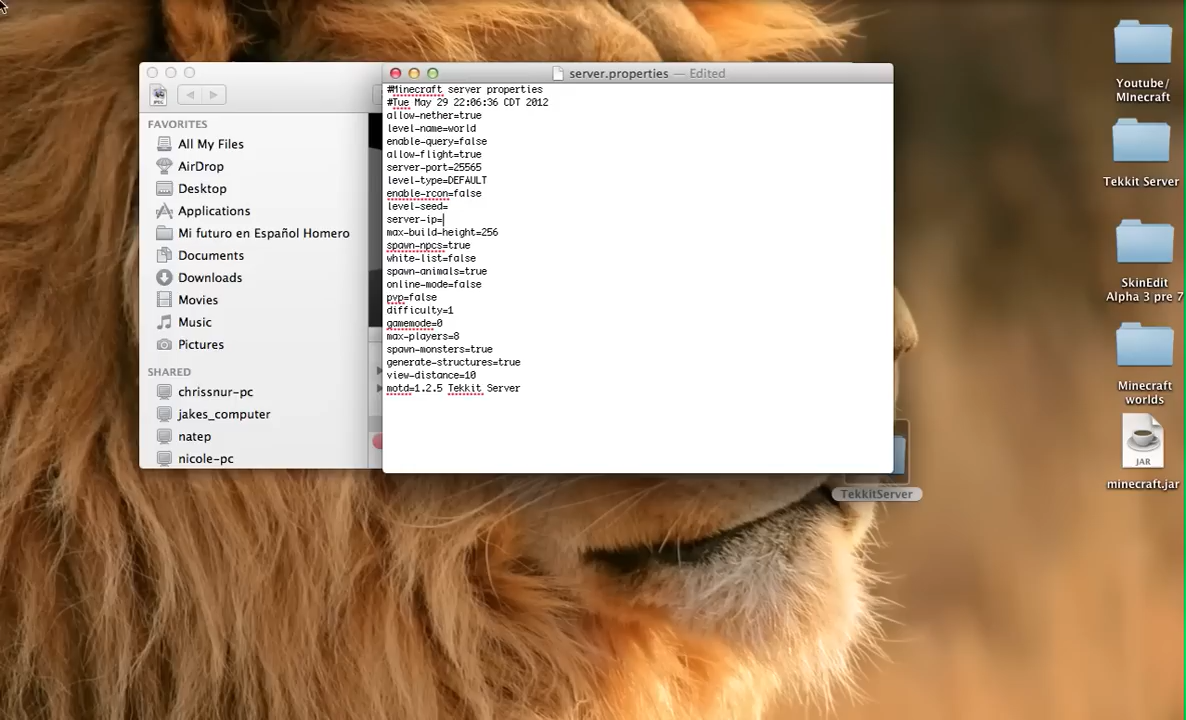 server.properties — Edited
#Minecraft server properties
#Tue May 29 22:06:36 CDT 2012
allow-nether=true
level-name=world
enable-query=false
allow-flight=true
server-port=25565
level-type=DEFAULT
enable-rcon=false
level-seed=
server-ip=
max-build-height=256
spawn-npcs=true
white-list=false
spawn-animals=true
online-mode=false
pvp=false
difficulty=1
gamemode=0
max-players=8
spawn-monsters=true
generate-structures=true
view-distance=10
motd=1.2.5 Tekkit Server
JPEG
FAVORITES
All My Files
AirDrop
Desktop
Applications
Mi futuro en Español Homero
Documents
Downloads
Movies
Music
Pictures
SHARED
chrissnur-pc
jakes_computer
natep
nicole-pc
TekkitServer
Youtube/
Minecraft
Tekkit Server
SkinEdit
Alpha 3 pre 7
Minecraft
worlds
JAR
minecraft.jar